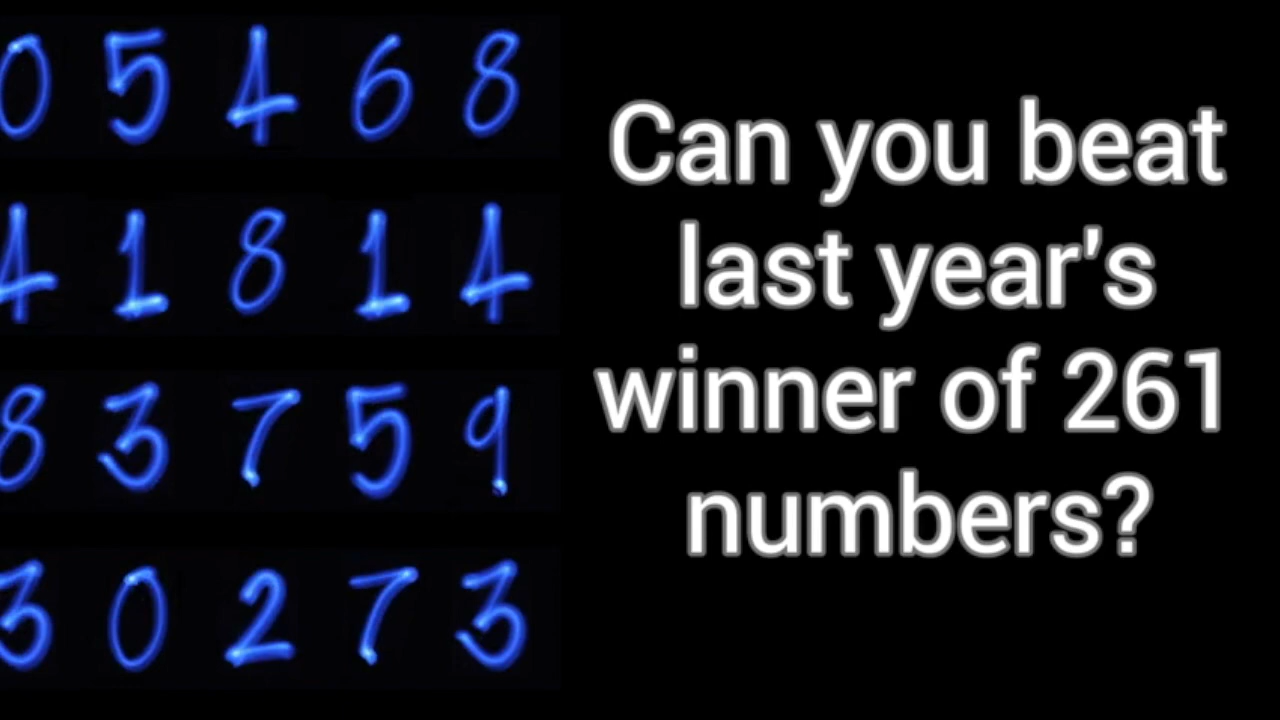 0 5 4 6 8
4 1 8 1 4
8 3 7 5 9
3 0 2 7 3
Can you beat
last year's
winner of 261
numbers?